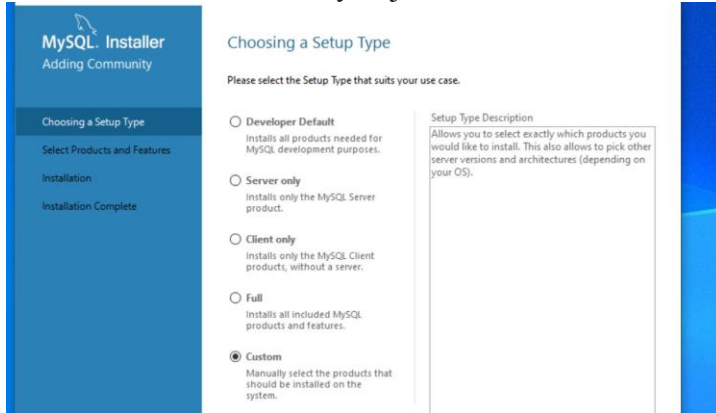 MySQL. Installer
Adding Community
Choosing a Setup Type
Select Products and Features
Installation
Installation Complete
Choosing a Setup Type
Please select the Setup Type that suits your use case.
Developer Default
Installs all products needed for
MySQL development purposes.
Server only
Installs only the MySQL Server
product.
Client only
Installs only the MySQL Client
products, without a server.
Full
Installs all included MySQL
products and features.
Custom
Manually select the products that
should be installed on the
system.
Setup Type Description
Allows you to select exactly which products you
would like to install. This also allows to pick other
server versions and architectures (depending on
your OS).